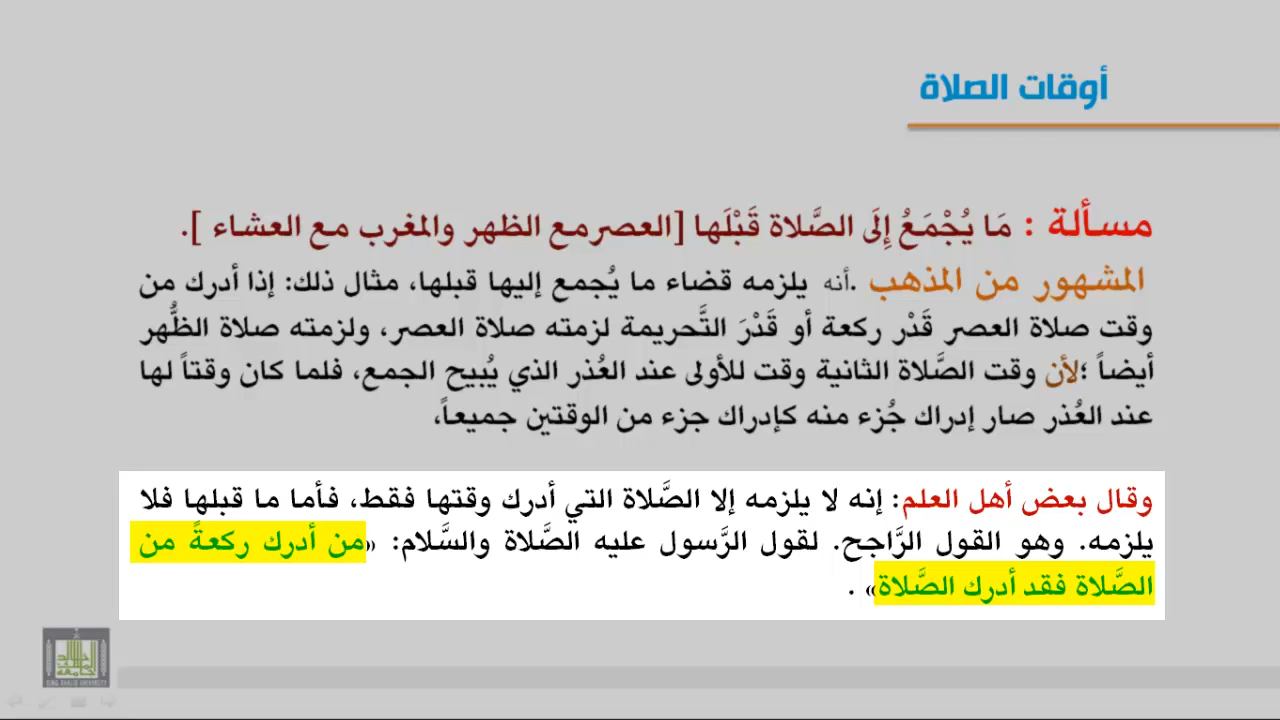 أوقات الصلاة
مسألة : مَا يُجْمَعُ إِلَى الصَّلاة قَبْلَها [العصرمع الظهر والمغرب مع العشاء ].
المشهور من المذهب .أنه يلزمه قضاء ما يُجمع إليها قبلها، مثال ذلك: إذا أدرك من
وقت صلاة العصر قَدْر ركعة أو قَدْرَ التَّحريمة لزمته صلاة العصر، ولزمته صلاة الظُّهر
أيضاً ؛لأن وقت الصَّلاة الثانية وقت للأولى عند العُذر الذي يُبيح الجمع، فلما كان وقتاً لها
عند العُذر صار إدراك جُزء منه كإدراك جزء من الوقتين جميعاً،
وقال بعض أهل العلم: إنه لا يلزمه إلا الصَّلاة التي أدرك وقتها فقط، فأما ما قبلها فلا
يلزمه. وهو القول الرَّاجح. لقول الرَّسول عليه الصَّلاة والسَّلام: «من أدرك ركعةً من
الصَّلاة فقد أدرك الصَّلاة» .
KING KHALID UNIVERSITY